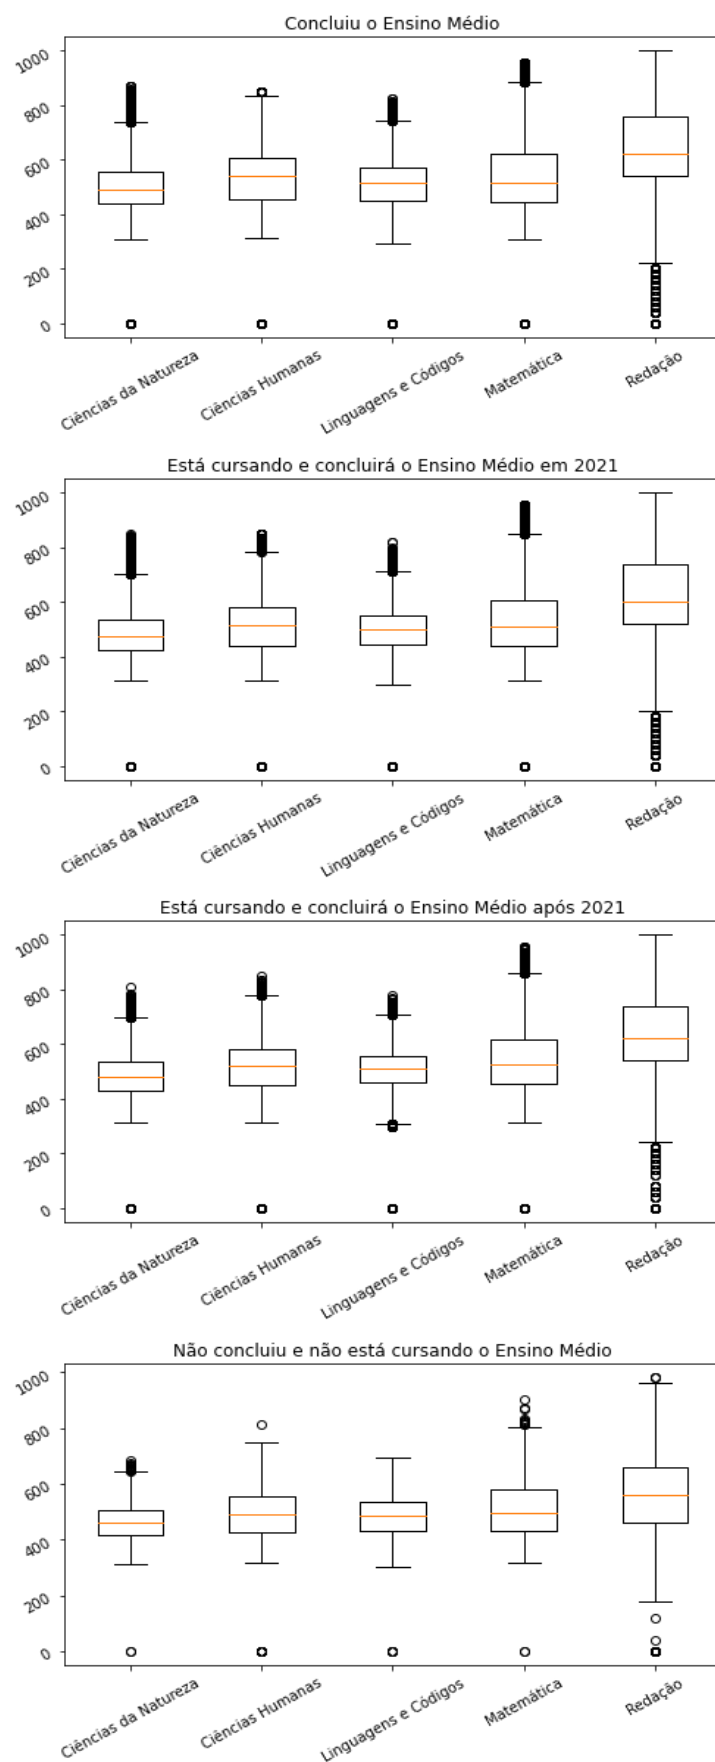 Concluiu o Ensino Médio
1000
800
600
400
200
0
Ciências da Natureza
Ciências Humanas
Linguagens e Códigos
Matemática
Redação
Está cursando e concluirá o Ensino Médio em 2021
1000
800
600
400
200
0
Ciências da Natureza
Ciências Humanas
Linguagens e Códigos
Matemática
Redação
Está cursando e concluirá o Ensino Médio após 2021
1000
800
600
400
200
0
Ciências da Natureza
Ciências Humanas
Linguagens e Códigos
Matemática
Redação
Não concluiu e não está cursando o Ensino Médio
1000
800
600
400
200
0
Ciências da Natureza
Ciências Humanas
Linguagens e Códigos
Matemática
Redação